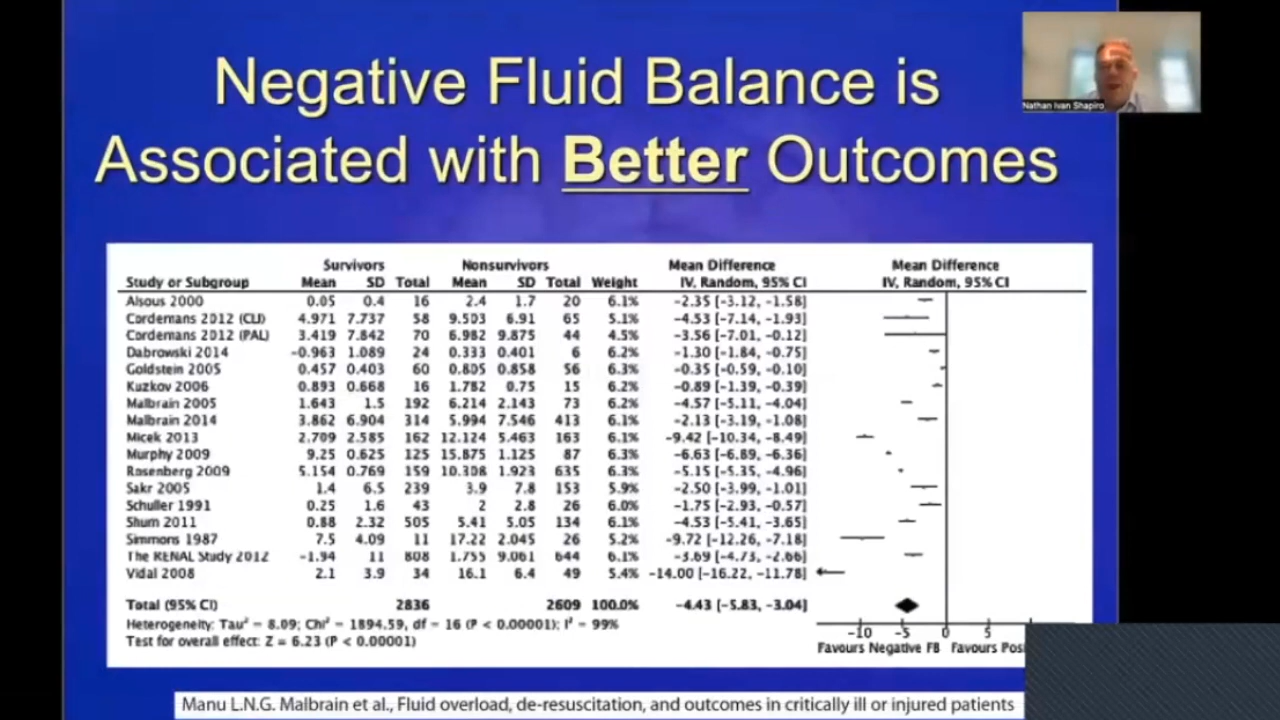 Negative Fluid Balance is
Associated with Better Outcomes
Nathan Ivan Shapiro
Survivors Nonsurvivors Mean Difference Mean Difference
Study or Subgroup Mean SD Total Mean SD Total Weight IV, Random, 95% CI IV, Random, 95% CI
Alsous 2000 0.05 0.4 16 2.4 1.7 20 6.1% -2.35 [-3.12, -1.58]
Cordemans 2012 (CLI) 4.971 7.737 58 9.503 6.91 65 5.1% -4.53 [-7.14, -1.93]
Cordemans 2012 (PAL) 3.419 7.842 70 6.982 9.875 44 4.5% -3.56 [-7.01, -0.12]
Dabrowski 2014 -0.963 1.089 24 0.333 0.401 6 6.2% -1.30 [-1.84, -0.75]
Goldstein 2005 0.457 0.403 60 0.805 0.858 56 6.3% -0.35 [-0.59, -0.10]
Kuzkov 2006 0.893 0.668 16 1.782 0.75 15 6.2% -0.89 [-1.39, -0.39]
Malbrain 2005 1.643 1.5 192 6.214 2.143 73 6.2% -4.57 [-5.11, -4.04]
Malbrain 2014 3.862 6.904 314 5.994 7.546 413 6.1% -2.13 [-3.19, -1.08]
Micek 2013 2.709 2.585 162 12.124 5.463 163 6.1% -9.42 [-10.34, -8.49]
Murphy 2009 9.25 0.625 125 15.875 1.125 87 6.3% -6.63 [-6.89, -6.36]
Rosenberg 2009 5.154 0.769 159 10.308 1.923 635 6.3% -5.15 [-5.35, -4.96]
Sakr 2005 1.4 6.5 239 3.9 7.8 153 5.9% -2.50 [-3.99, -1.01]
Schuller 1991 0.25 1.6 43 2 2.8 26 6.0% -1.75 [-2.93, -0.57]
Shum 2011 0.88 2.32 505 5.41 5.05 134 6.1% -4.53 [-5.41, -3.65]
Simmons 1987 7.5 4.09 11 17.22 2.045 26 5.2% -9.72 [-12.26, -7.18]
The RENAL Study 2012 -1.94 11 808 1.755 9.061 644 6.1% -3.69 [-4.73, -2.66]
Vidal 2008 2.1 3.9 34 16.1 6.4 49 5.4% -14.00 [-16.22, -11.78]
Total (95% CI) 2836 2609 100.0% -4.43 [-5.83, -3.04]
Heterogeneity: Tau² = 8.09; Chi² = 1894.59, df = 16 (P < 0.00001); I² = 99%
Test for overall effect: Z = 6.23 (P < 0.00001)
-10 -5 0 5
Favours Negative FB Favours Posi
Manu L.N.G. Malbrain et al., Fluid overload, de-resuscitation, and outcomes in critically ill or injured patients